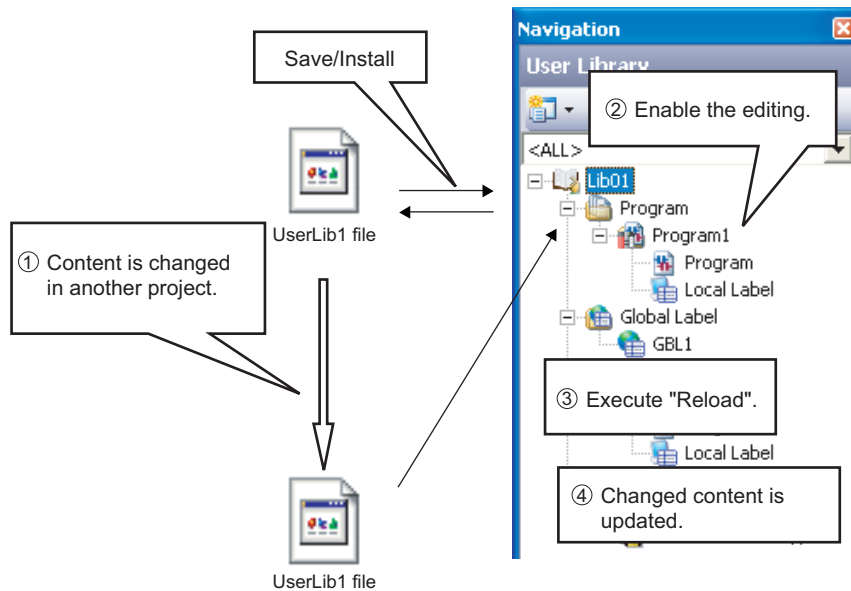 Save/Install
UserLib1 file
① Content is changed
in another project.
UserLib1 file
Navigation
User Library
② Enable the editing.
<ALL>
Lib01
Program
Program1
Program
Local Label
Global Label
GBL1
③ Execute "Reload".
Local Label
④ Changed content is
updated.